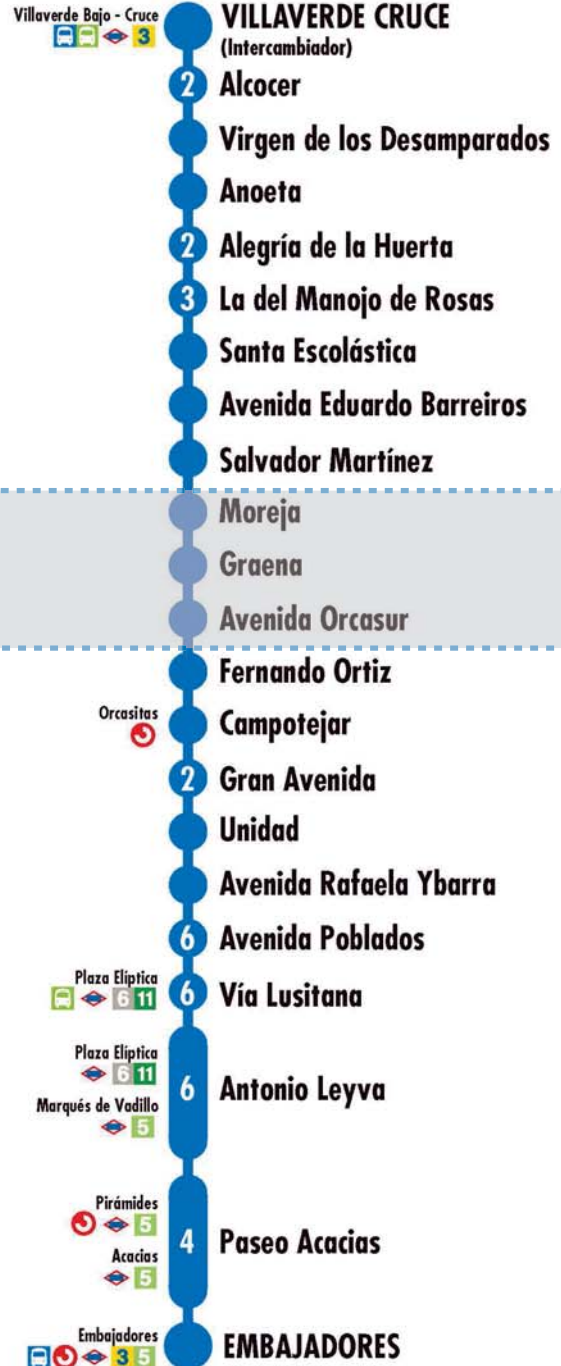 Villaverde Bajo - Cruce
3
VILLAVERDE CRUCE
(Intercambiador)
2 Alcocer
Virgen de los Desamparados
Anoeta
2 Alegría de la Huerta
3 La del Manojo de Rosas
Santa Escolástica
Avenida Eduardo Barreiros
Salvador Martínez
Moreja
Graena
Avenida Orcasur
Fernando Ortiz
Orcasitas
Campotejar
2 Gran Avenida
Unidad
Avenida Rafaela Ybarra
6 Avenida Poblados
Plaza Elíptica
6 11
6 Vía Lusitana
Plaza Elíptica
6 11
Marqués de Vadillo
5
6 Antonio Leyva
Pirámides
5
Acacias
5
4 Paseo Acacias
Embajadores
3 5
EMBAJADORES